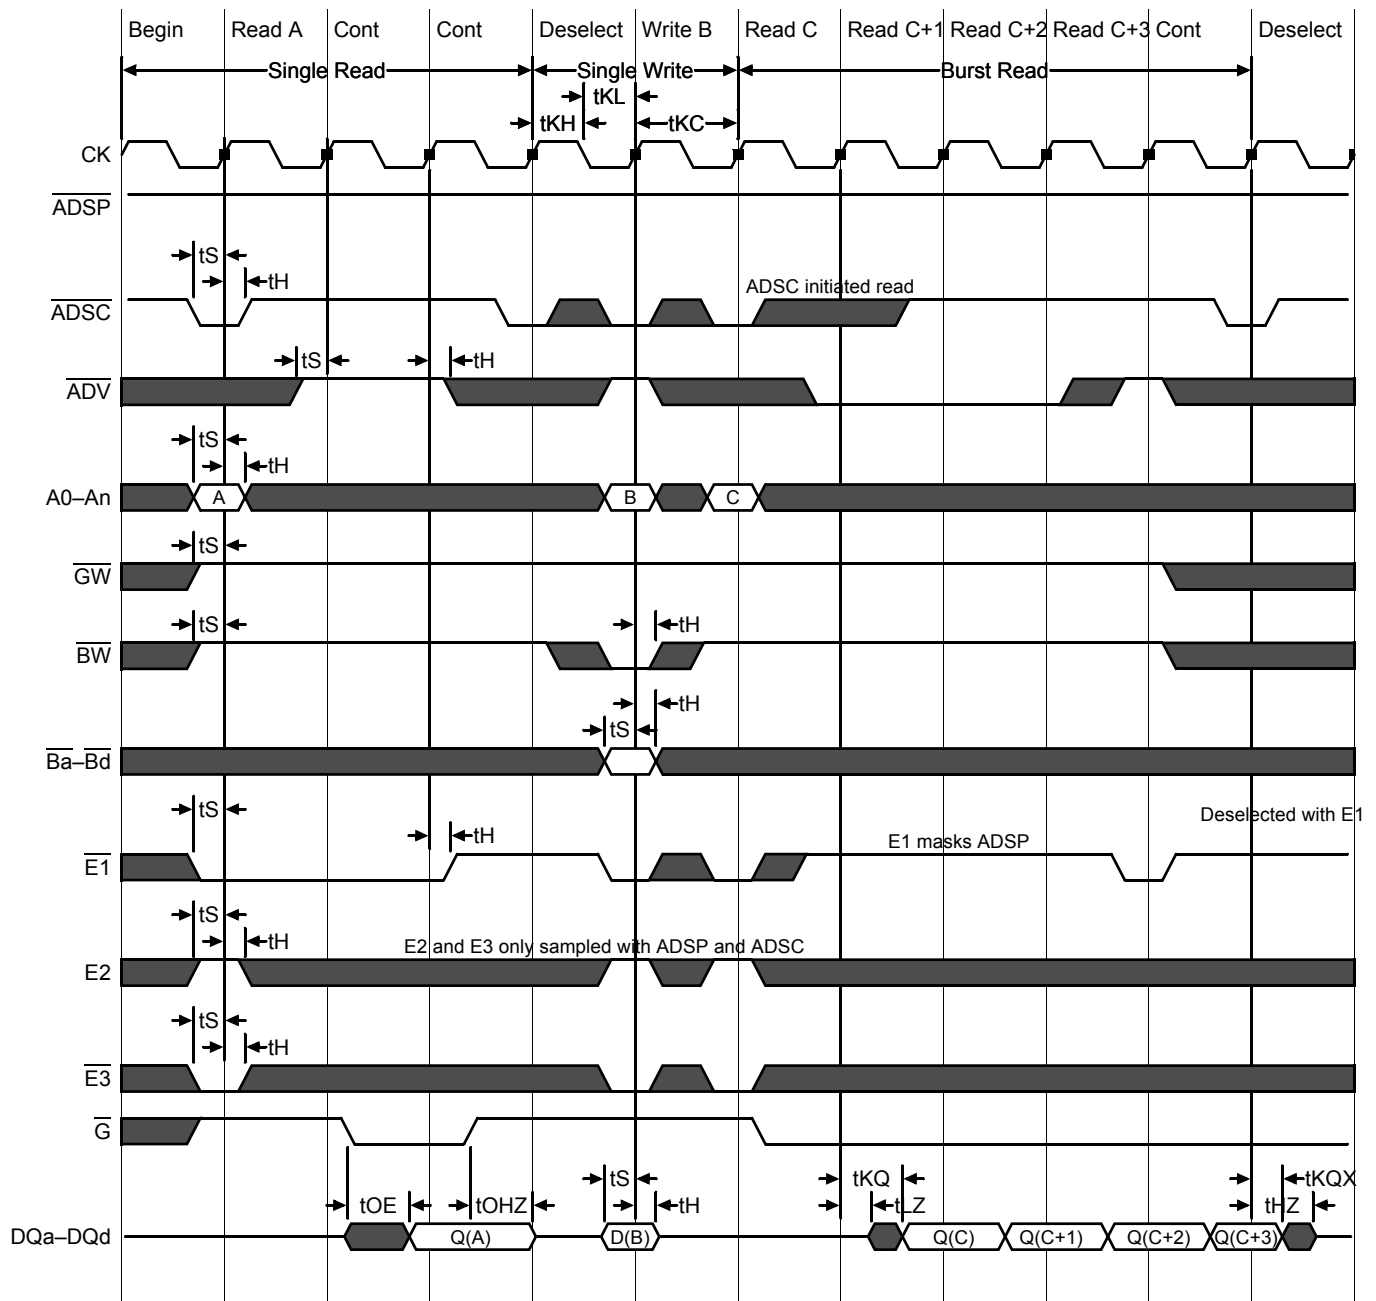 Begin Read A Cont Cont Deselect Write B Read C Read C+1 Read C+2 Read C+3 Cont Deselect
Single Read Single Write Burst Read
tKL
tKH tKC
CK
ADSP
tS
tH
ADSC initiated read
ADSC
tS tH
ADV
tS
tH
A0–An A B C
tS
GW
tS tH
BW
tH
tS
Ba–Bd
tS
Deselected with E1
tH E1 masks ADSP
E1
tS
tH E2 and E3 only sampled with ADSP and ADSC
E2
tS
tH
E3
G
tS tKQ tKQX
tOE tOHZ tH tLZ tHZ
DQa–DQd Q(A) D(B) Q(C) Q(C+1) Q(C+2) Q(C+3)